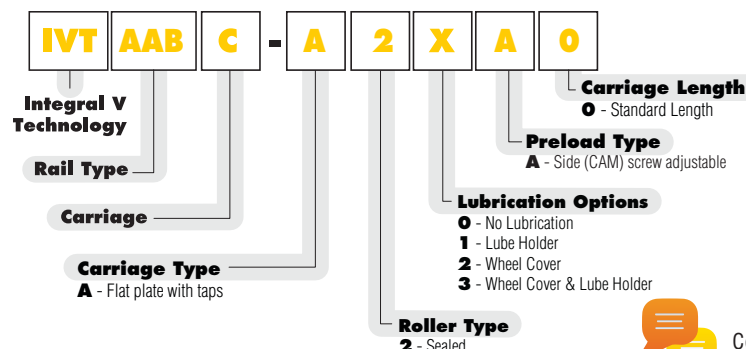 IVT AAB C - A 2 X A 0
Integral V
Technology
Rail Type
Carriage
Carriage Type
A - Flat plate with taps
Carriage Length
0 - Standard Length
Preload Type
A - Side (CAM) screw adjustable
Lubrication Options
0 - No Lubrication
1 - Lube Holder
2 - Wheel Cover
3 - Wheel Cover & Lube Holder
Roller Type
2 - Sealed